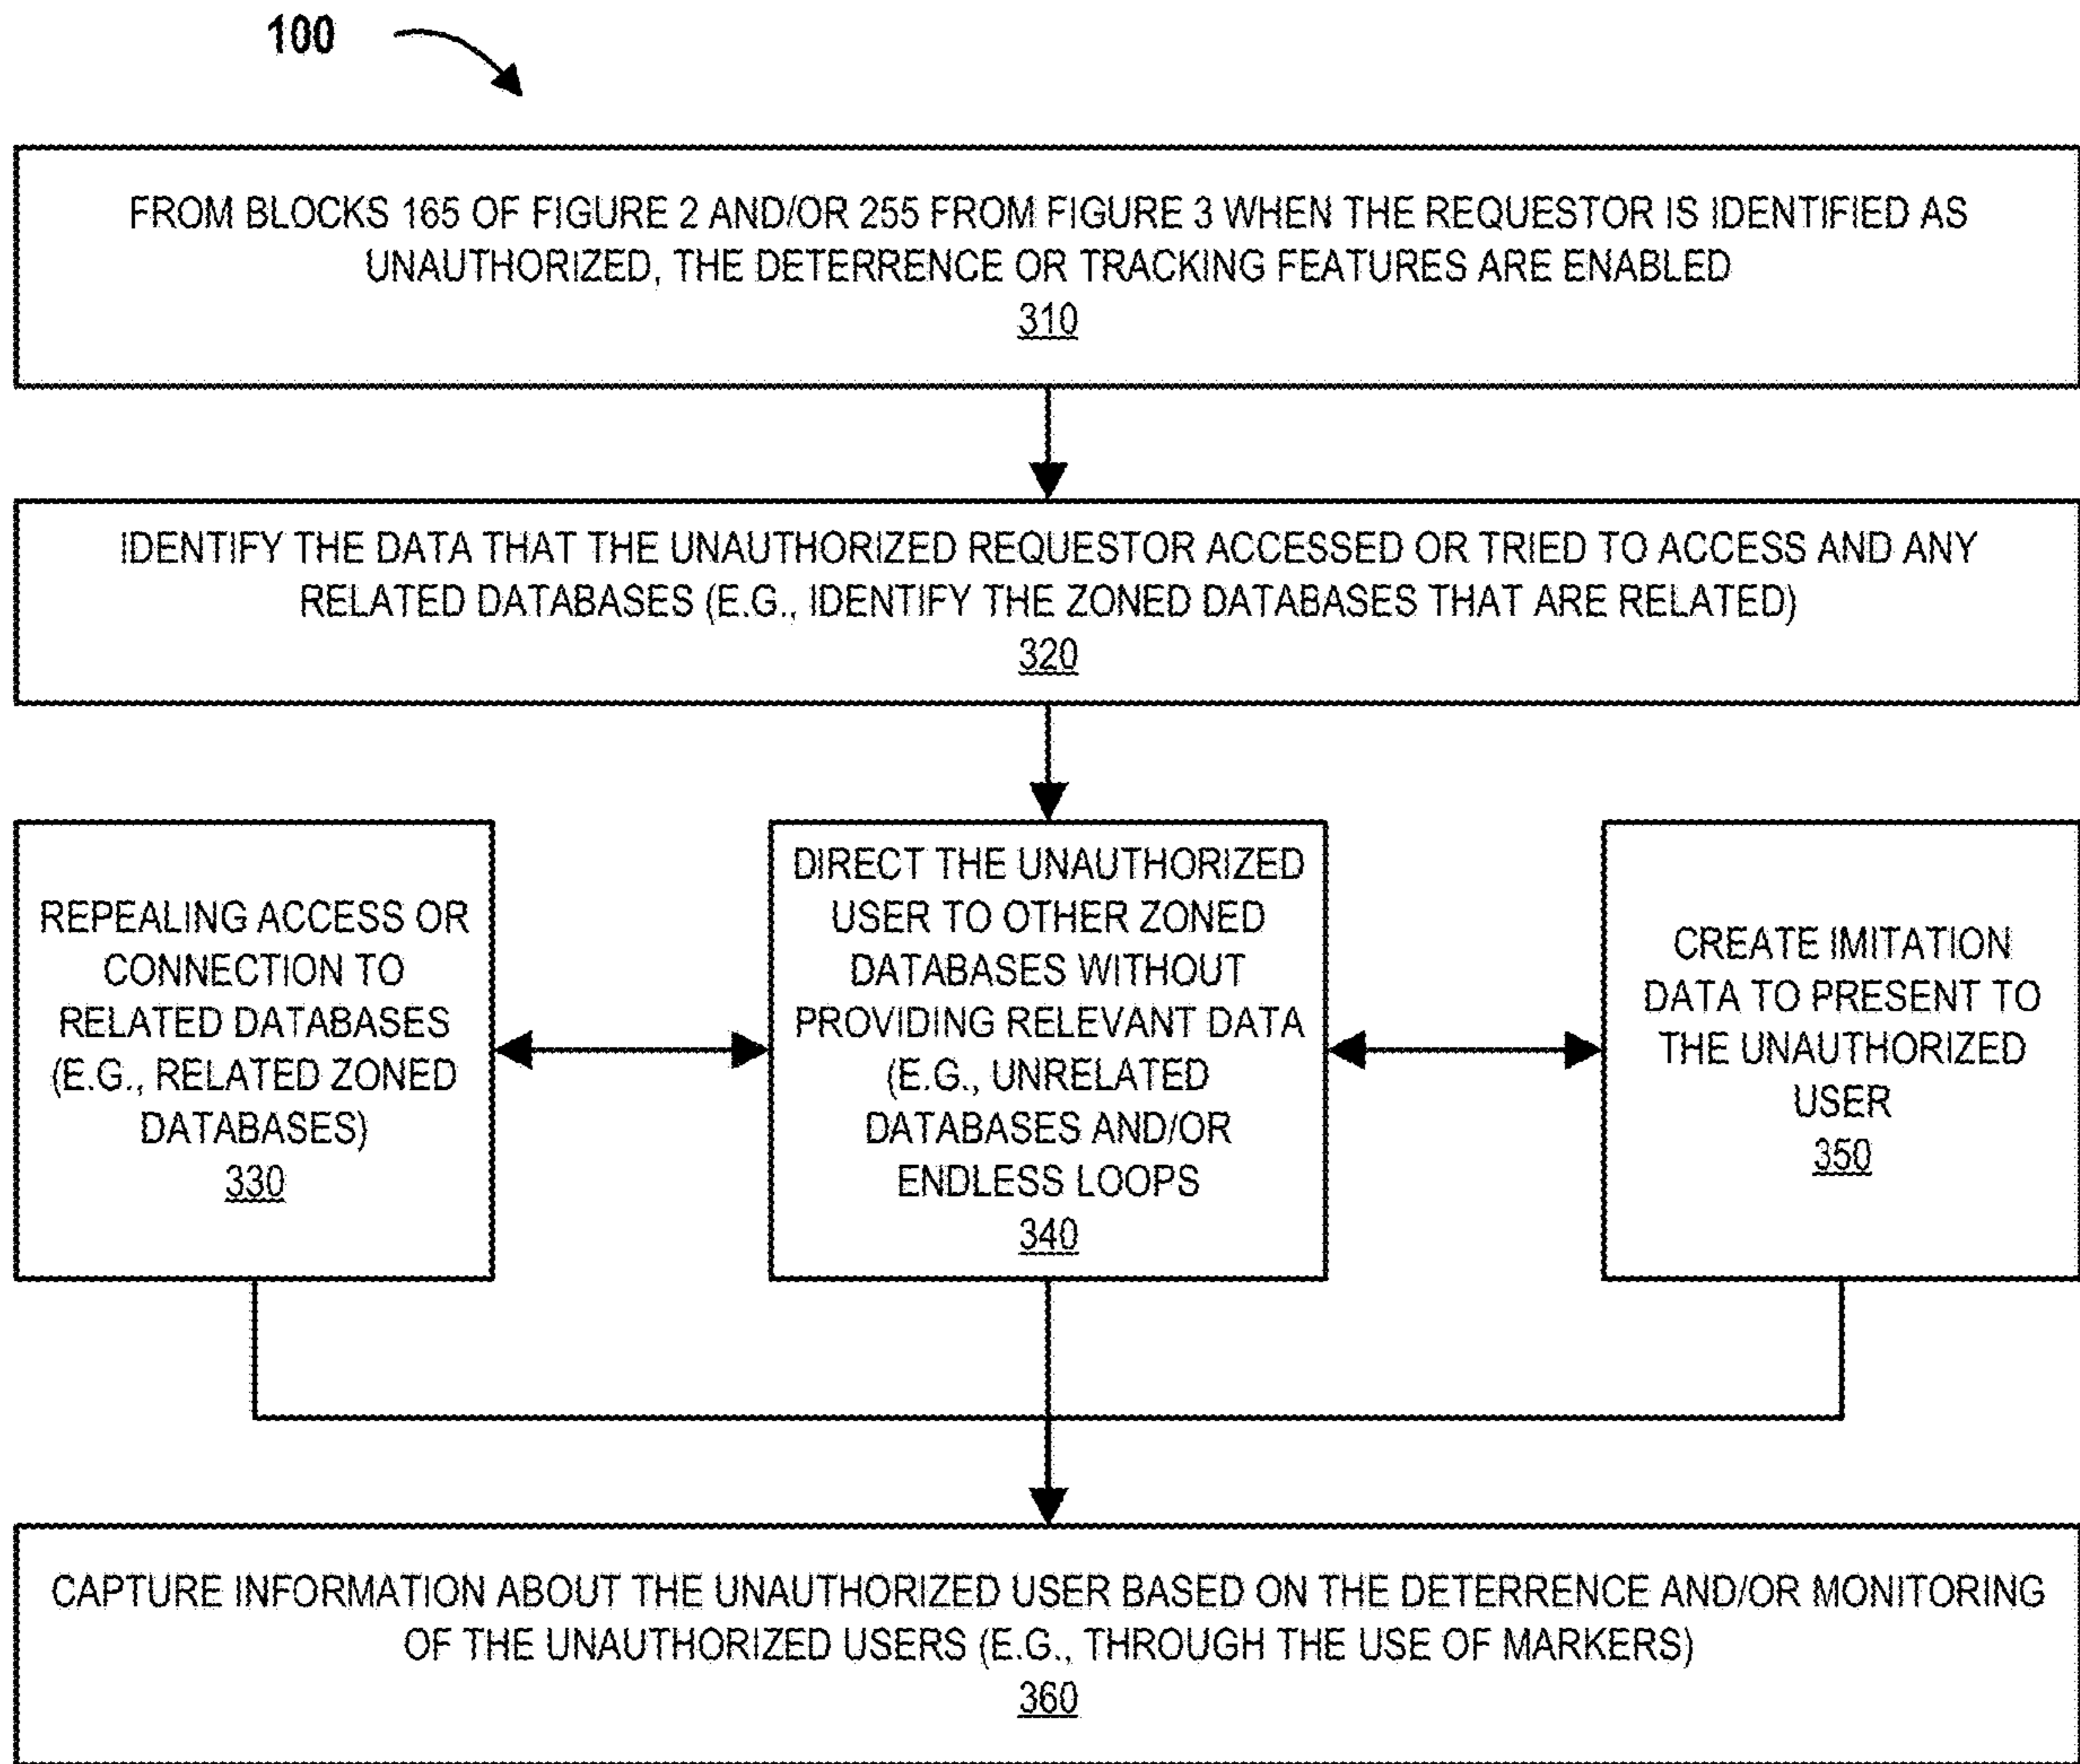 100
FROM BLOCKS 165 OF FIGURE 2 AND/OR 255 FROM FIGURE 3 WHEN THE REQUESTOR IS IDENTIFIED AS
UNAUTHORIZED, THE DETERRENCE OR TRACKING FEATURES ARE ENABLED
310
IDENTIFY THE DATA THAT THE UNAUTHORIZED REQUESTOR ACCESSED OR TRIED TO ACCESS AND ANY
RELATED DATABASES (E.G., IDENTIFY THE ZONED DATABASES THAT ARE RELATED)
320
REPEALING ACCESS OR
CONNECTION TO
RELATED DATABASES
(E.G., RELATED ZONED
DATABASES)
330
DIRECT THE UNAUTHORIZED
USER TO OTHER ZONED
DATABASES WITHOUT
PROVIDING RELEVANT DATA
(E.G., UNRELATED
DATABASES AND/OR
ENDLESS LOOPS
340
CREATE IMITATION
DATA TO PRESENT TO
THE UNAUTHORIZED
USER
350
CAPTURE INFORMATION ABOUT THE UNAUTHORIZED USER BASED ON THE DETERRENCE AND/OR MONITORING
OF THE UNAUTHORIZED USERS (E.G., THROUGH THE USE OF MARKERS)
360